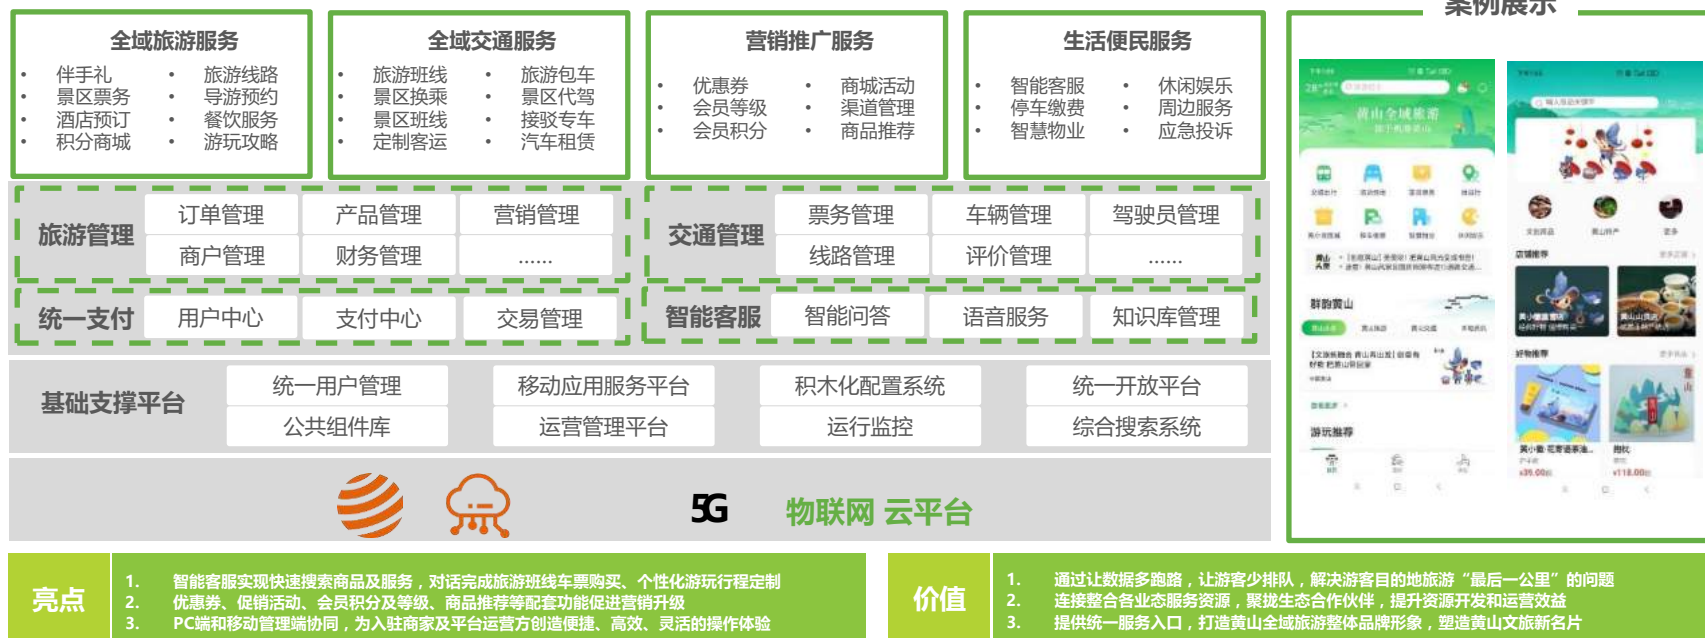 案例展示
全域旅游服务
• 伴手礼 • 旅游线路
• 景区票务 • 导游预约
• 酒店预订 • 餐饮服务
• 积分商城 • 游玩攻略
全域交通服务
• 旅游班线 • 旅游包车
• 景区换乘 • 景区代驾
• 景区班线 • 接驳专车
• 定制客运 • 汽车租赁
营销推广服务
• 优惠券 • 商城活动
• 会员等级 • 渠道管理
• 会员积分 • 商品推荐
生活便民服务
• 智能客服 • 休闲娱乐
• 停车缴费 • 周边服务
• 智慧物业 • 应急投诉
旅游管理
订单管理 产品管理 营销管理
商户管理 财务管理 ......
交通管理
票务管理 车辆管理 驾驶员管理
线路管理 评价管理 ......
统一支付 用户中心 支付中心 交易管理
智能客服 智能问答 语音服务 知识库管理
基础支撑平台
统一用户管理 移动应用服务平台 积木化配置系统 统一开放平台
公共组件库 运营管理平台 运行监控 综合搜索系统
5G 物联网 云平台
黄山全域旅游
群韵黄山
游玩推荐
店铺推荐
好物推荐
抱枕
¥39.00
¥118.00
亮点
1. 智能客服实现快速搜索商品及服务，对话完成旅游班线车票购买、个性化游玩行程定制
2. 优惠券、促销活动、会员积分及等级、商品推荐等配套功能促进营销升级
3. PC端和移动管理端协同，为入驻商家及平台运营方创造便捷、高效、灵活的操作体验
价值
1. 通过让数据多跑路，让游客少排队，解决游客目的地旅游“最后一公里”的问题
2. 连接整合各业态服务资源，聚拢生态合作伙伴，提升资源开发和运营效益
3. 提供统一服务入口，打造黄山全域旅游整体品牌形象，塑造黄山文旅新名片